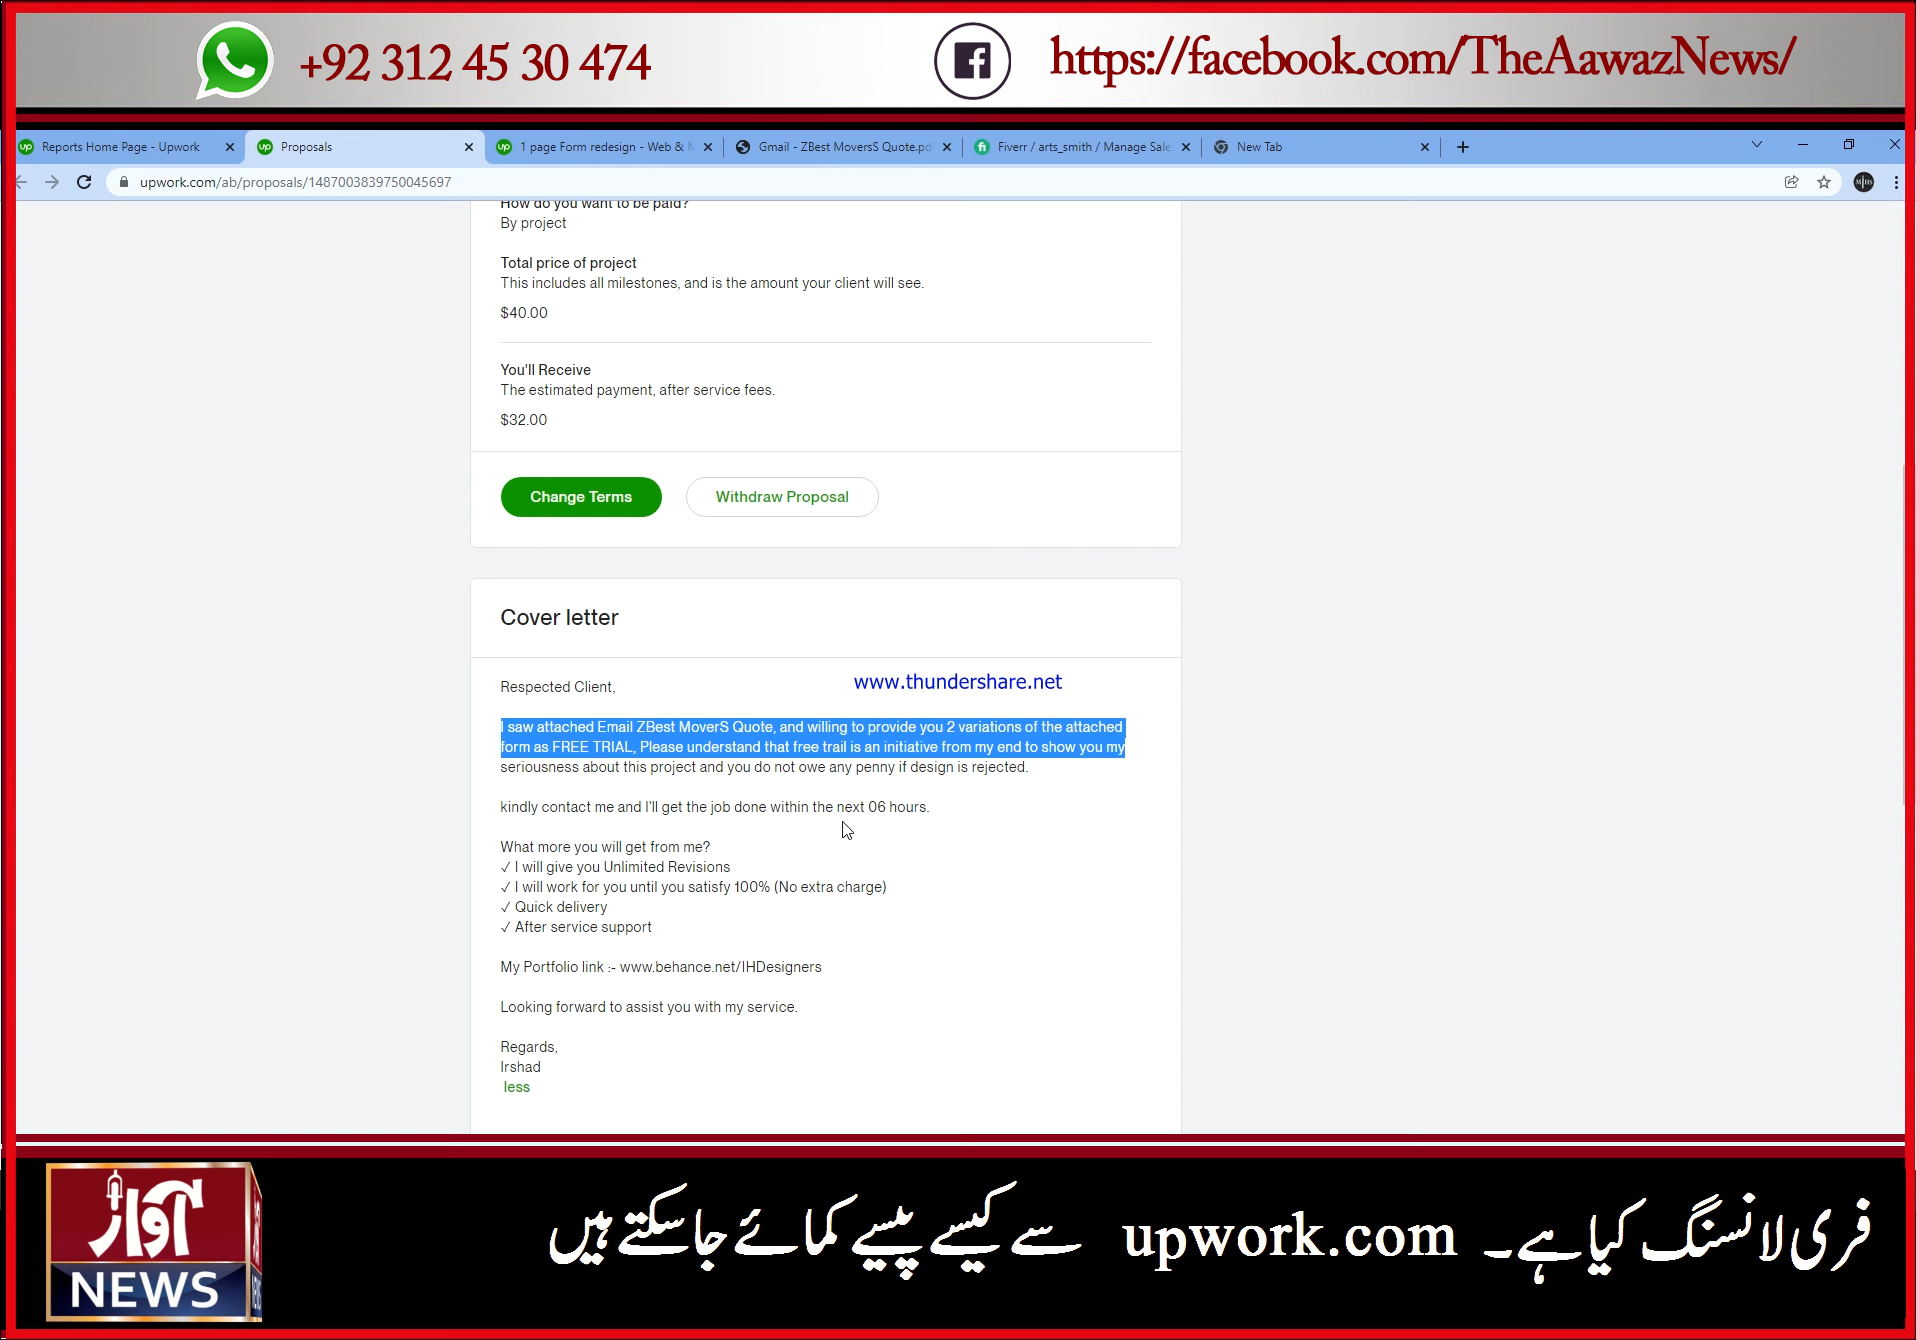 +92 312 45 30 474
https://facebook.com/TheAawazNews/
Reports Home Page - Upwork
Proposals
1 page Form redesign - Web &
Gmail - ZBest MoversS Quote.pd
Fiverr / arts_smith / Manage Sale
New Tab
upwork.com/ab/proposals/1487003839750045697
How do you want to be paid?
By project
Total price of project
This includes all milestones, and is the amount your client will see.
$40.00
You'll Receive
The estimated payment, after service fees.
$32.00
Change Terms
Withdraw Proposal
Cover letter
Respected Client,
www.thundershare.net
I saw attached Email ZBest MoverS Quote, and willing to provide you 2 variations of the attached
form as FREE TRIAL, Please understand that free trail is an initiative from my end to show you my
seriousness about this project and you do not owe any penny if design is rejected.
kindly contact me and I'll get the job done within the next 06 hours.
What more you will get from me?
✓ I will give you Unlimited Revisions
✓ I will work for you until you satisfy 100% (No extra charge)
✓ Quick delivery
✓ After service support
My Portfolio link :- www.behance.net/IHDesigners
Looking forward to assist you with my service.
Regards,
Irshad
less
آواز
NEWS
فری لانسنگ کیا ہے۔ upwork.com سے کیسے پیسے کمائے جاسکتے ہیں